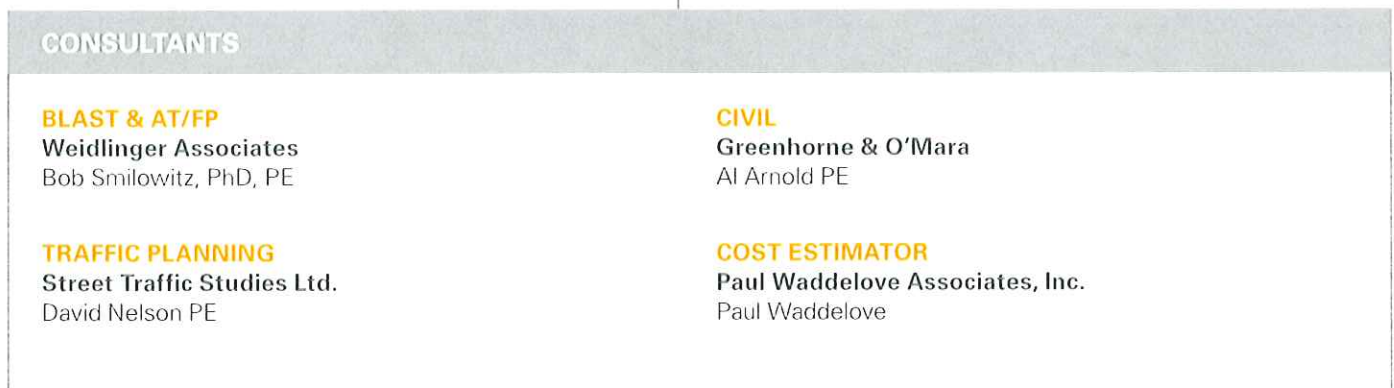 CONSULTANTS
BLAST & AT/FP
Weidlinger Associates
Bob Smilowitz, PhD, PE
TRAFFIC PLANNING
Street Traffic Studies Ltd.
David Nelson PE
CIVIL
Greenhorne & O'Mara
Al Arnold PE
COST ESTIMATOR
Paul Waddelove Associates, Inc.
Paul Waddelove